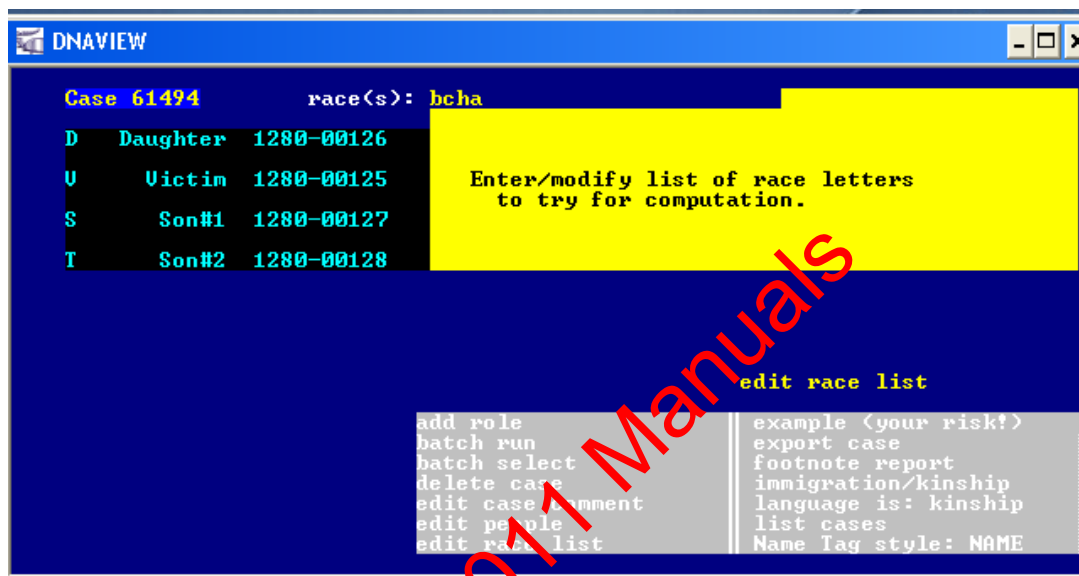 DNAVIEW
Case 61494 race(s): bcha
D Daughter 1280-00126
V Victim 1280-00125
S Son#1 1280-00127
T Son#2 1280-00128
Enter/modify list of race letters
to try for computation.
edit race list
add role
batch run
batch select
delete case
edit case comment
edit people
edit race list
example (your risk!)
export case
footnote report
immigration/kinship
language is: kinship
list cases
Name Tag style: NAME
011 Manuals